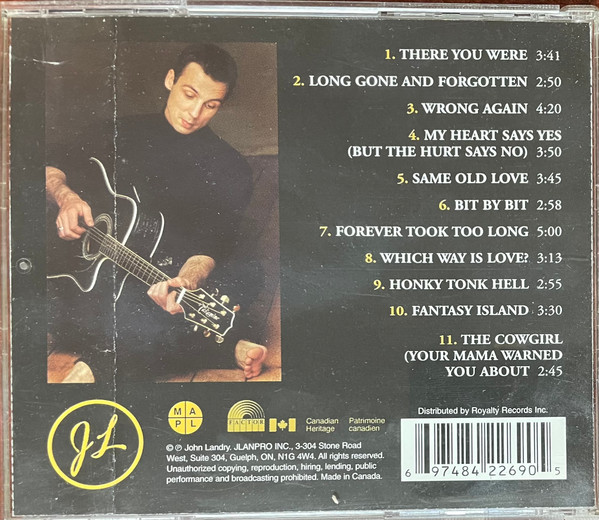 1. THERE YOU WERE 3:41
2. LONG GONE AND FORGOTTEN 2:50
3. WRONG AGAIN 4:20
4. MY HEART SAYS YES
(BUT THE HURT SAYS NO) 3:50
5. SAME OLD LOVE 3:45
6. BIT BY BIT 2:58
7. FOREVER TOOK TOO LONG 5:00
8. WHICH WAY IS LOVE? 3:13
9. HONKY TONK HELL 2:55
10. FANTASY ISLAND 3:30
11. THE COWGIRL
(YOUR MAMA WARNED
YOU ABOUT 2:45
JL
M A
P L
FACTOR
Canadian Patrimoine
Heritage canadien
© ℗ John Landry. JLANPRO INC., 3-304 Stone Road
West, Suite 304, Guelph, ON, N1G 4W4. All rights reserved.
Unauthorized copying, reproduction, hiring, lending, public
performance and broadcasting prohibited. Made in Canada.
Distributed by Royalty Records Inc.
6 97484 22690 5